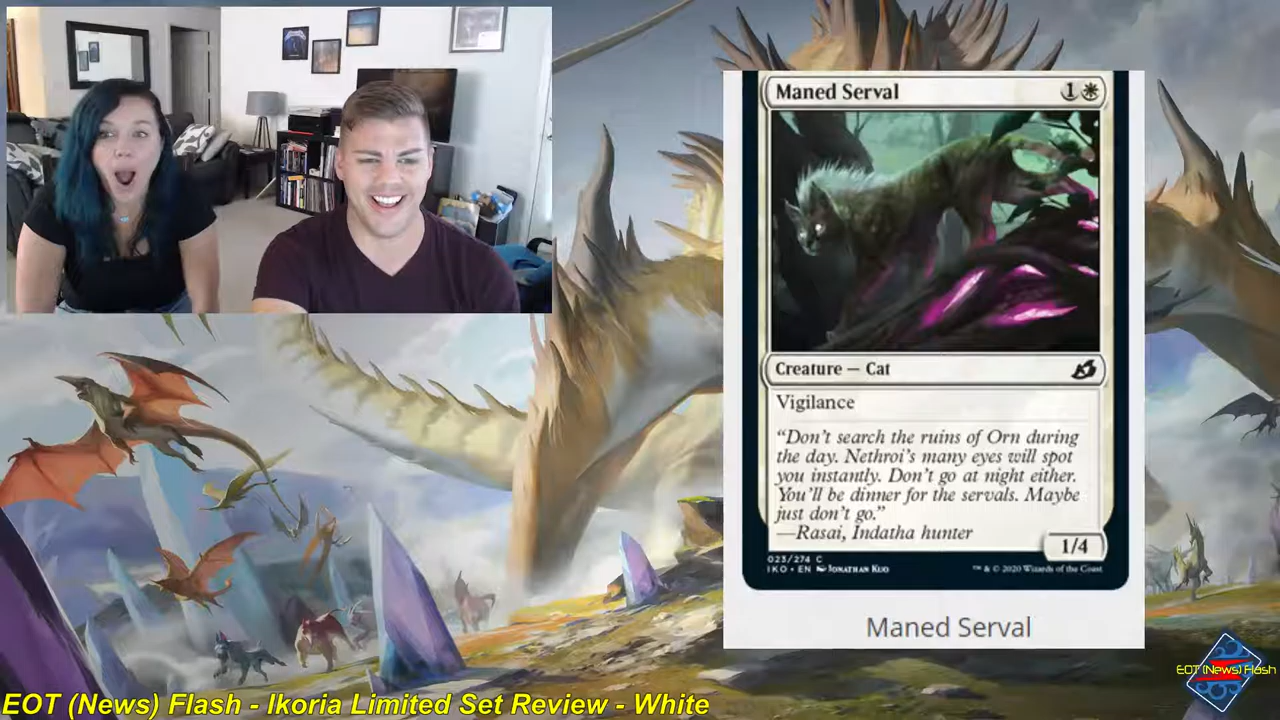 Maned Serval 1
Creature — Cat
Vigilance
“Don’t search the ruins of Orn during
the day. Nethroi’s many eyes will spot
you instantly. Don’t go at night either.
You’ll be dinner for the servals. Maybe
just don’t go.”
—Rasai, Indatha hunter
1/4
023/274 C
IKO • EN Jonathan Kuo
™ & © 2020 Wizards of the Coast
Maned Serval
EOT (News) Flash
EOT (News) Flash - Ikoria Limited Set Review - White